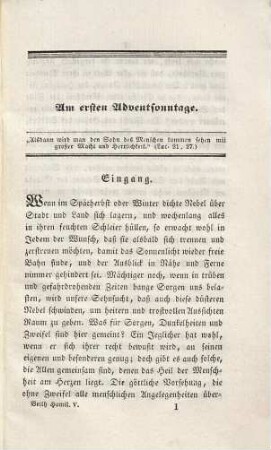 Am ersten Adventsonntage.
„Alsdann wird man den Sohn des Menschen kommen sehen mit
großer Macht und Herrlichkeit." (Luc. 21, 27.)
Eingang.
Wenn im Spätherbst oder Winter dichte Nebel über
Stadt und Land sich lagern, und wochenlang alles
in ihren feuchten Schleier hüllen, so erwacht wohl in
Jedem der Wunsch, daß sie alsbald sich trennen und
zerstreuen möchten, damit das Sonnenlicht wieder freie
Bahn finde, und der Ausblick in Nähe und Ferne
nimmer gehindert sey. Mächtiger noch, wenn in trüben
und gefahrdrohenden Zeiten bange Sorgen uns be-
lasten, wird unsere Sehnsucht, daß auch diese düsteren
Nebel schwinden, um heitern und trostvollen Aussichten
Raum zu geben. Was für Sorgen, Dunkelheiten und
Zweifel sind hier gemeint? Ein Jeglicher hat wohl,
wenn er sich ihrer recht bewußt wird, an seinen
eigenen und besonderen genug; doch gibt es auch solche,
die Allen gemeinsam sind, denen das Heil der Mensch-
heit am Herzen liegt. Die göttliche Vorsehung, die
ohne Zweifel alle menschlichen Angelegenheiten über-
Veith Homil. V. 1